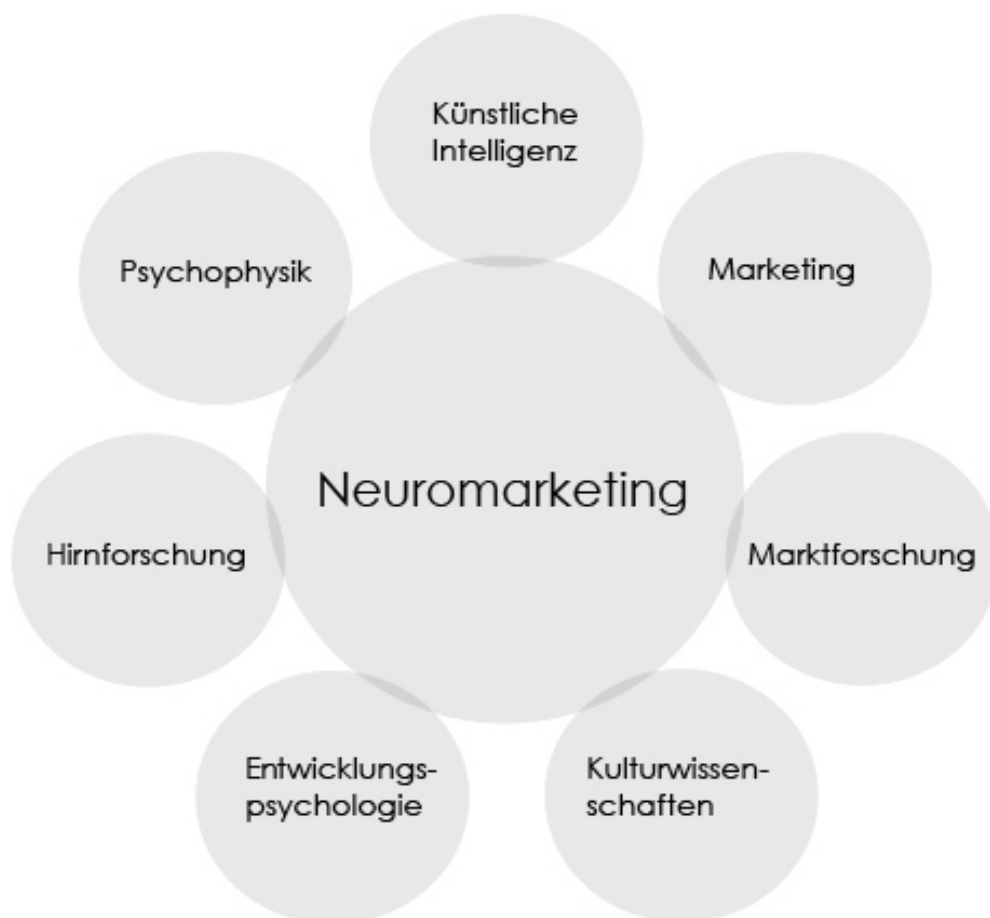 Künstliche
Intelligenz
Psychophysik
Marketing
Neuromarketing
Hirnforschung
Marktforschung
Entwicklungs-
psychologie
Kulturwissen-
schaften